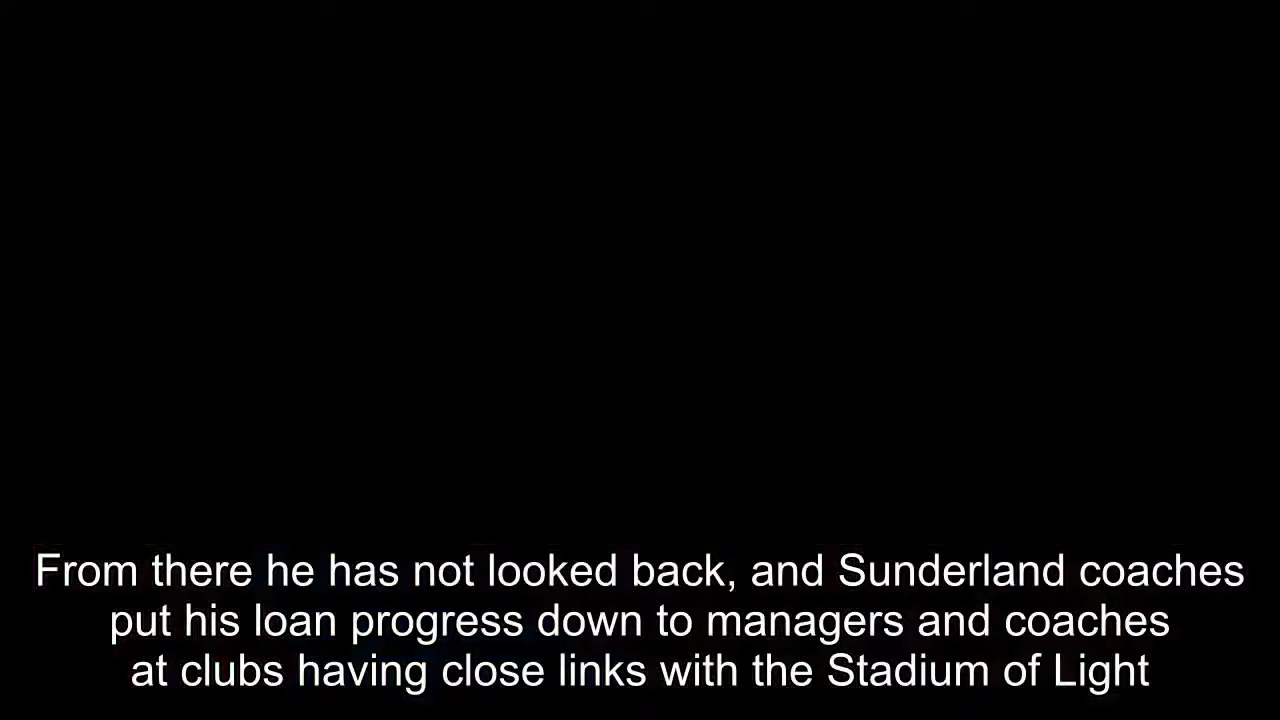 From there he has not looked back, and Sunderland coaches
put his loan progress down to managers and coaches
at clubs having close links with the Stadium of Light